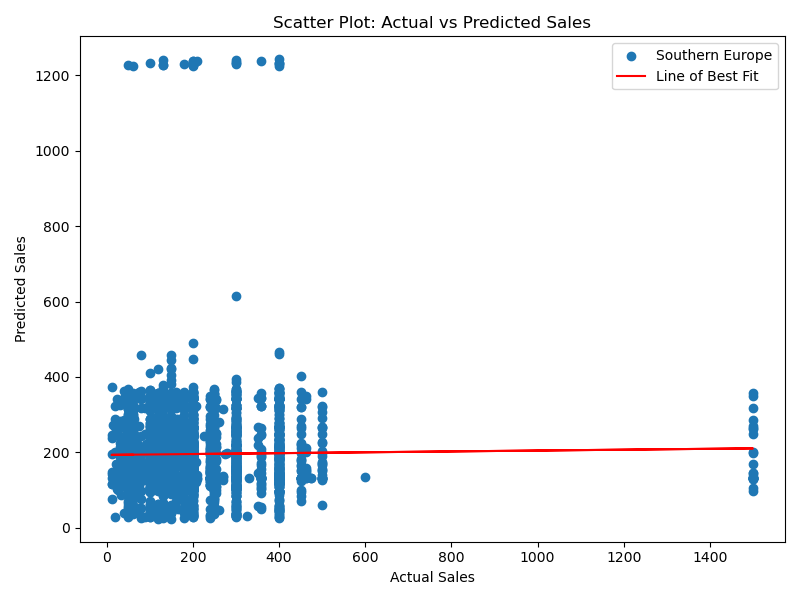 Scatter Plot: Actual vs Predicted Sales
Southern Europe
Line of Best Fit
1200
1000
800
600
400
200
0
Predicted Sales
0 200 400 600 800 1000 1200 1400
Actual Sales